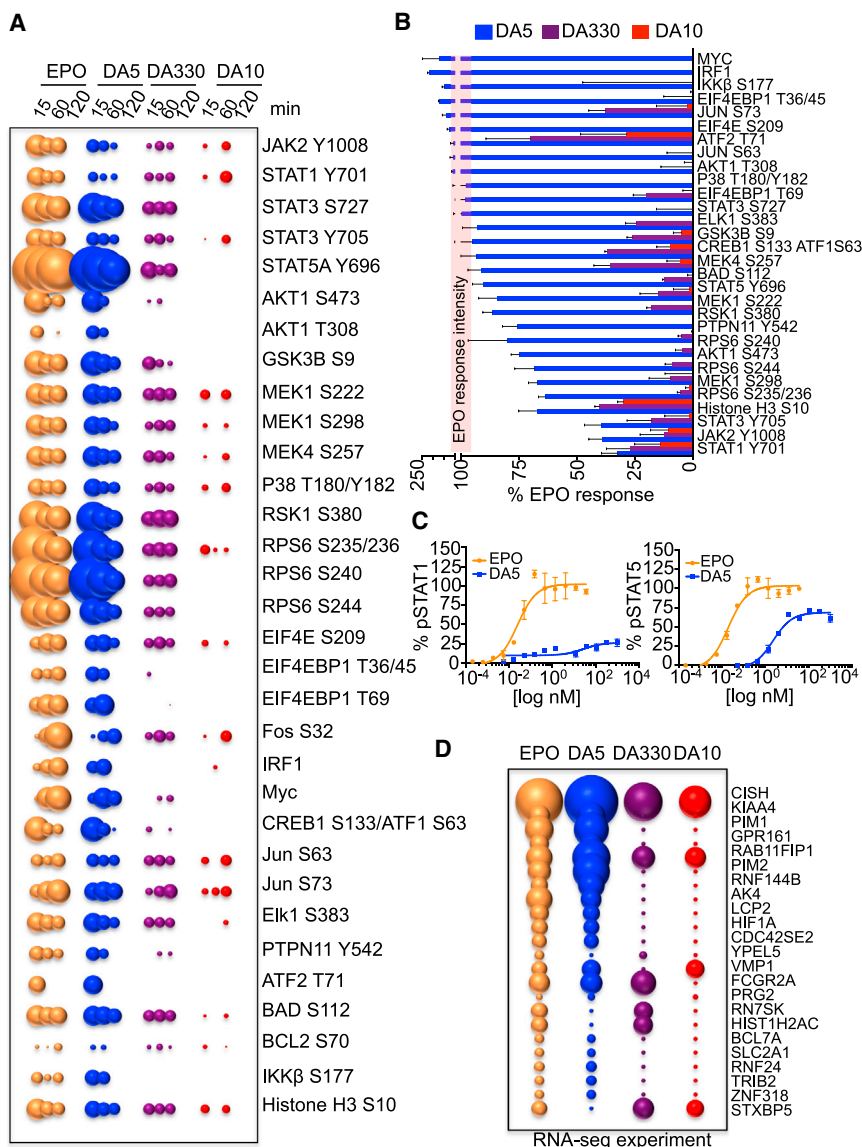 A
EPO DA5 DA330 DA10
15 60 120 15 60 120 15 60 120 15 60 120 min
JAK2 Y1008
STAT1 Y701
STAT3 S727
STAT3 Y705
STAT5A Y696
AKT1 S473
AKT1 T308
GSK3B S9
MEK1 S222
MEK1 S298
MEK4 S257
P38 T180/Y182
RSK1 S380
RPS6 S235/236
RPS6 S240
RPS6 S244
EIF4E S209
EIF4EBP1 T36/45
EIF4EBP1 T69
Fos S32
IRF1
Myc
CREB1 S133/ATF1 S63
Jun S63
Jun S73
Elk1 S383
PTPN11 Y542
ATF2 T71
BAD S112
BCL2 S70
IKKβ S177
Histone H3 S10
B
DA5 DA330 DA10
MYC
IRF1
IKKβ S177
EIF4EBP1 T36/45
JUN S73
EIF4E S209
ATF2 T71
JUN S63
AKT1 T308
P38 T180/Y182
EIF4EBP1 T69
STAT3 S727
ELK1 S383
GSK3B S9
CREB1 S133 ATF1S63
MEK4 S257
BAD S112
STAT5 Y696
MEK1 S222
RSK1 S380
PTPN11 Y542
RPS6 S240
AKT1 S473
RPS6 S244
MEK1 S298
RPS6 S235/236
Histone H3 S10
STAT3 Y705
JAK2 Y1008
STAT1 Y701
EPO response intensity
250 100 75 50 25 0
% EPO response
C
% pSTAT1
150
125
100
75
50
25
0
EPO
DA5
10⁻⁴ 10⁻² 10⁰ 10² 10⁴
[log nM]
% pSTAT5
150
125
100
75
50
25
0
EPO
DA5
10⁻⁴ 10⁻² 10⁰ 10² 10⁴
[log nM]
D
EPO DA5 DA330 DA10
CISH
KIAA4
PIM1
GPR161
RAB11FIP1
PIM2
RNF144B
AK4
LCP2
HIF1A
CDC42SE2
YPEL5
VMP1
FCGR2A
PRG2
RN7SK
HIST1H2AC
BCL7A
SLC2A1
RNF24
TRIB2
ZNF318
STXBP5
RNA-seq experiment